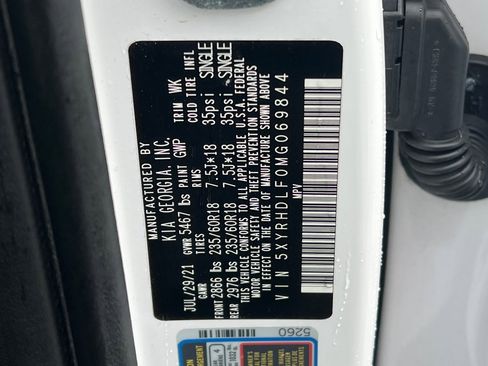 MANUFACTURED BY
KIA GEORGIA, INC.
JUL/29/21 GVWR 5467 lbs PAINT GWP TRIM WK
GAWR TIRES RIMS COLD TIRE INFL
FRONT 2866 lbs 235/60R18 7.5J*18 35psi SINGLE
REAR 2976 lbs 235/60R18 7.5J*18 35psi SINGLE
THIS VEHICLE CONFORMS TO ALL APPLICABLE U.S.A. FEDERAL
MOTOR VEHICLE SAFETY AND THEFT PREVENTION STANDARDS
IN EFFECT ON THE DATE OF MANUFACTURE SHOWN ABOVE
VIN 5XYRHDLF0MG069844
MPV
5260